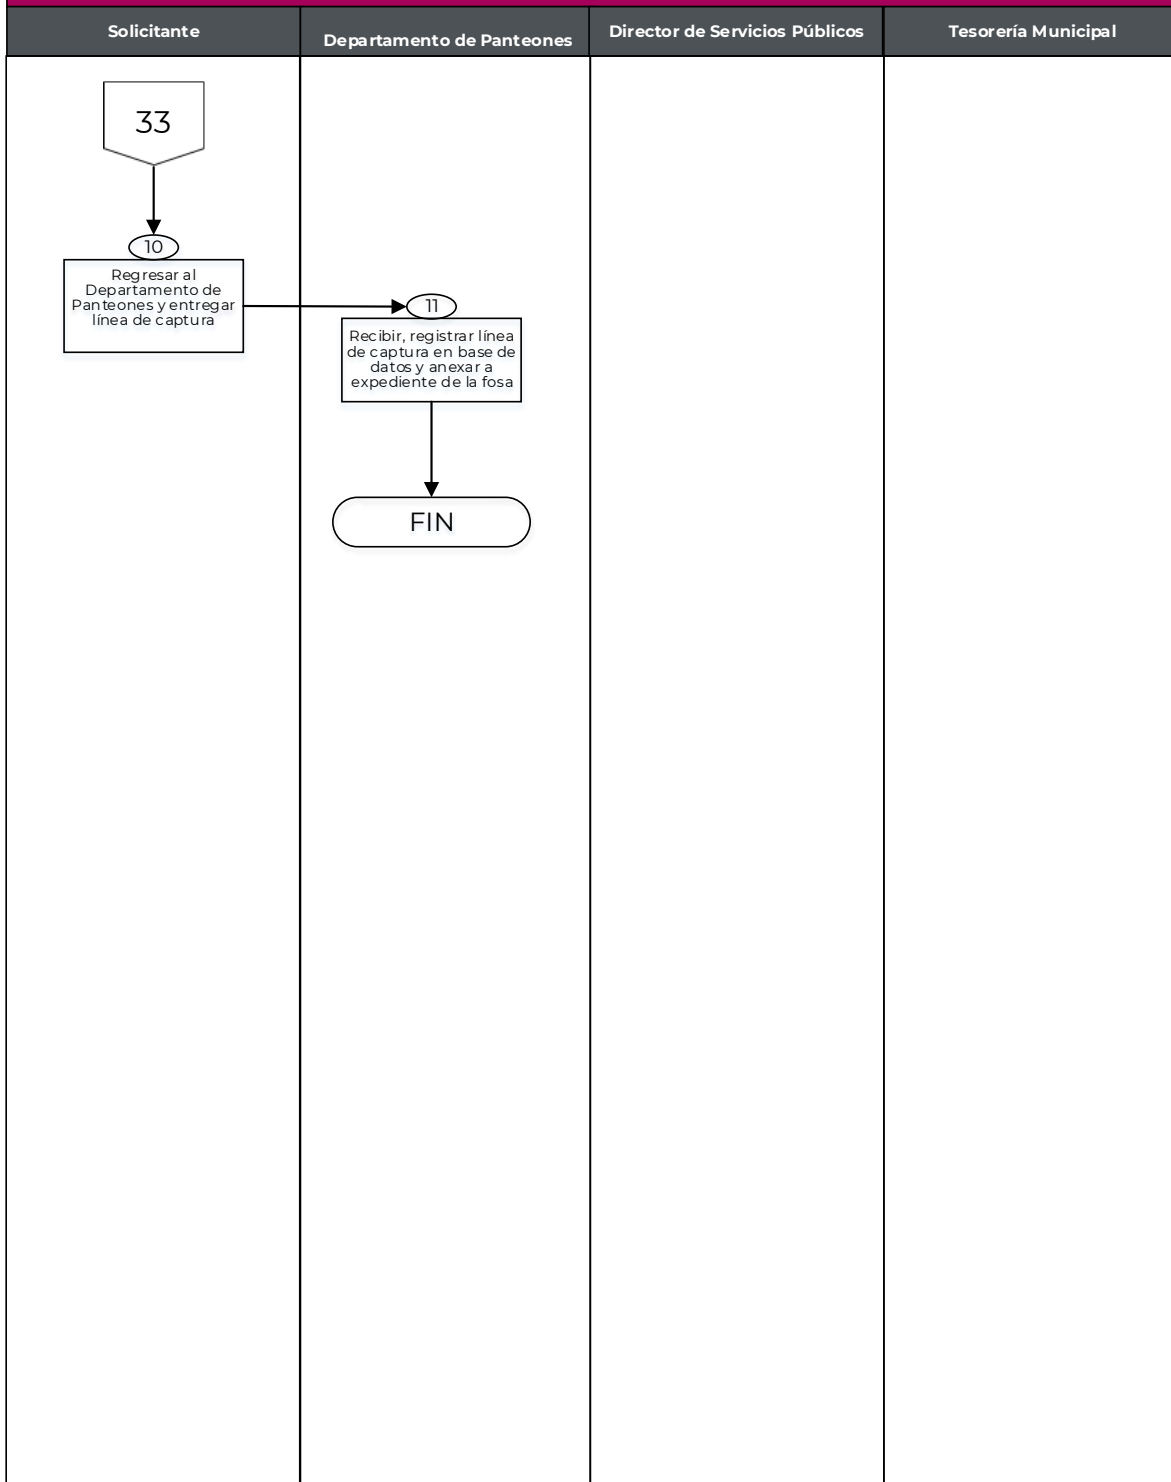 Solicitante
Departamento de Panteones
Director de Servicios Públicos
Tesorería Municipal
33
10
Regresar al
Departamento de
Panteones y entregar
línea de captura
11
Recibir, registrar línea
de captura en base de
datos y anexar a
expediente de la fosa
FIN